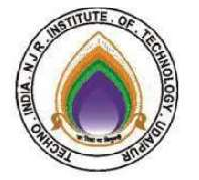 TECHNO INDIA . N J R . INSTITUTE . OF . TECHNOLOGY . UDAIPUR